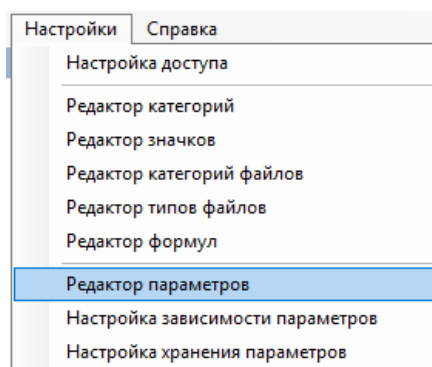 Настройки Справка
Настройка доступа
Редактор категорий
Редактор значков
Редактор категорий файлов
Редактор типов файлов
Редактор формул
Редактор параметров
Настройка зависимости параметров
Настройка хранения параметров